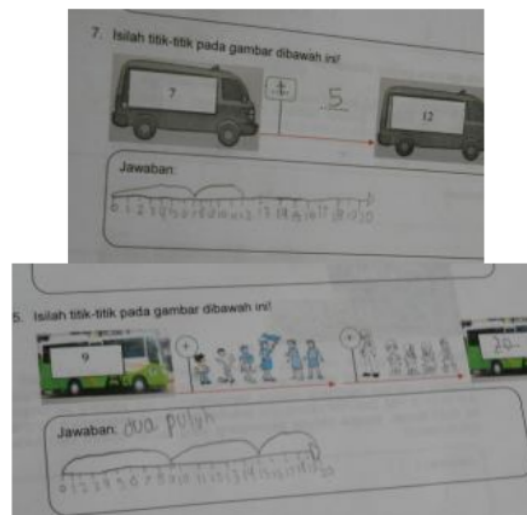 7. Isilah titik-titik pada gambar dibawah ini!
7 + 5 12
Jawaban:
0 1 2 3 4 5 6 7 8 9 10 11 12 13 14 15 16 17 18 19 20
5. Isilah titik-titik pada gambar dibawah ini!
9 + + 20
Jawaban: dua puluh
0 1 2 3 4 5 6 7 8 9 10 11 12 13 14 15 16 17 18 19 20